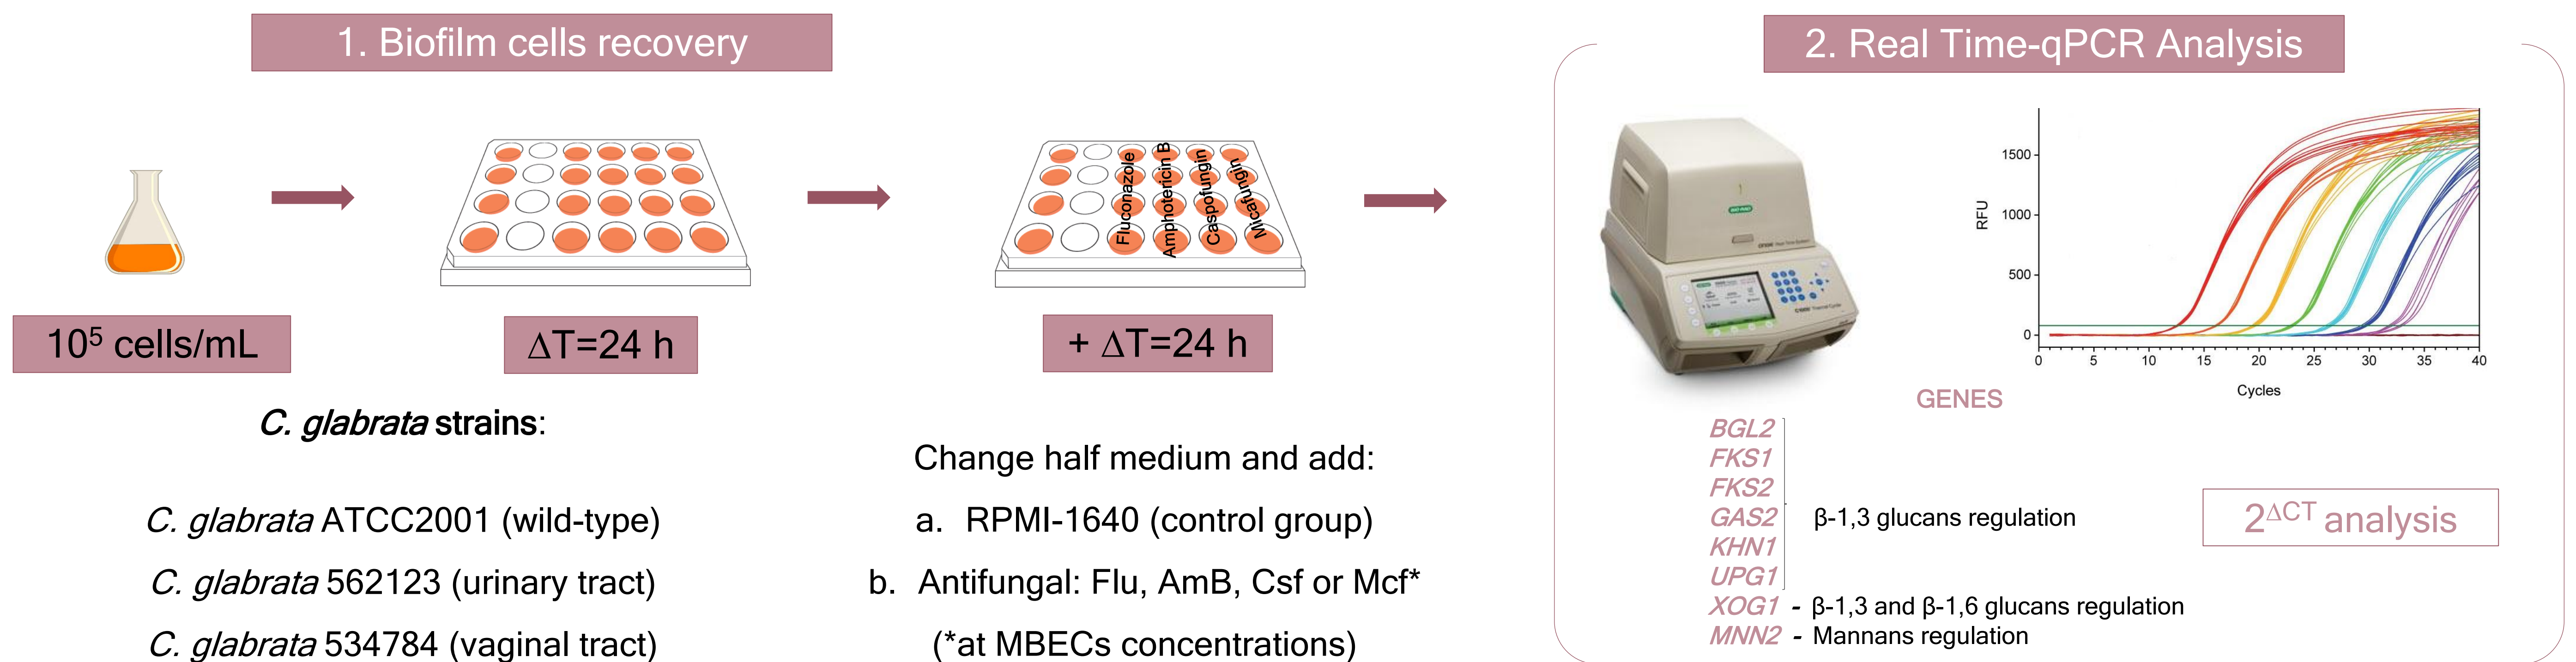 1. Biofilm cells recovery
10⁵ cells/mL
ΔT=24 h
Fluconazole
Amphotericin B
Caspofungin
Micafungin
+ ΔT=24 h
C. glabrata strains:
C. glabrata ATCC2001 (wild-type)
C. glabrata 562123 (urinary tract)
C. glabrata 534784 (vaginal tract)
Change half medium and add:
a. RPMI-1640 (control group)
b. Antifungal: Flu, AmB, Csf or Mcf*
(*at MBECs concentrations)
2. Real Time-qPCR Analysis
BIO-RAD
RFU
1500
1000
500
0
0 5 10 15 20 25 30 35 40
Cycles
GENES
BGL2
FKS1
FKS2
GAS2 β-1,3 glucans regulation
KHN1
UPG1
XOG1 - β-1,3 and β-1,6 glucans regulation
MNN2 - Mannans regulation
2^ΔCT analysis